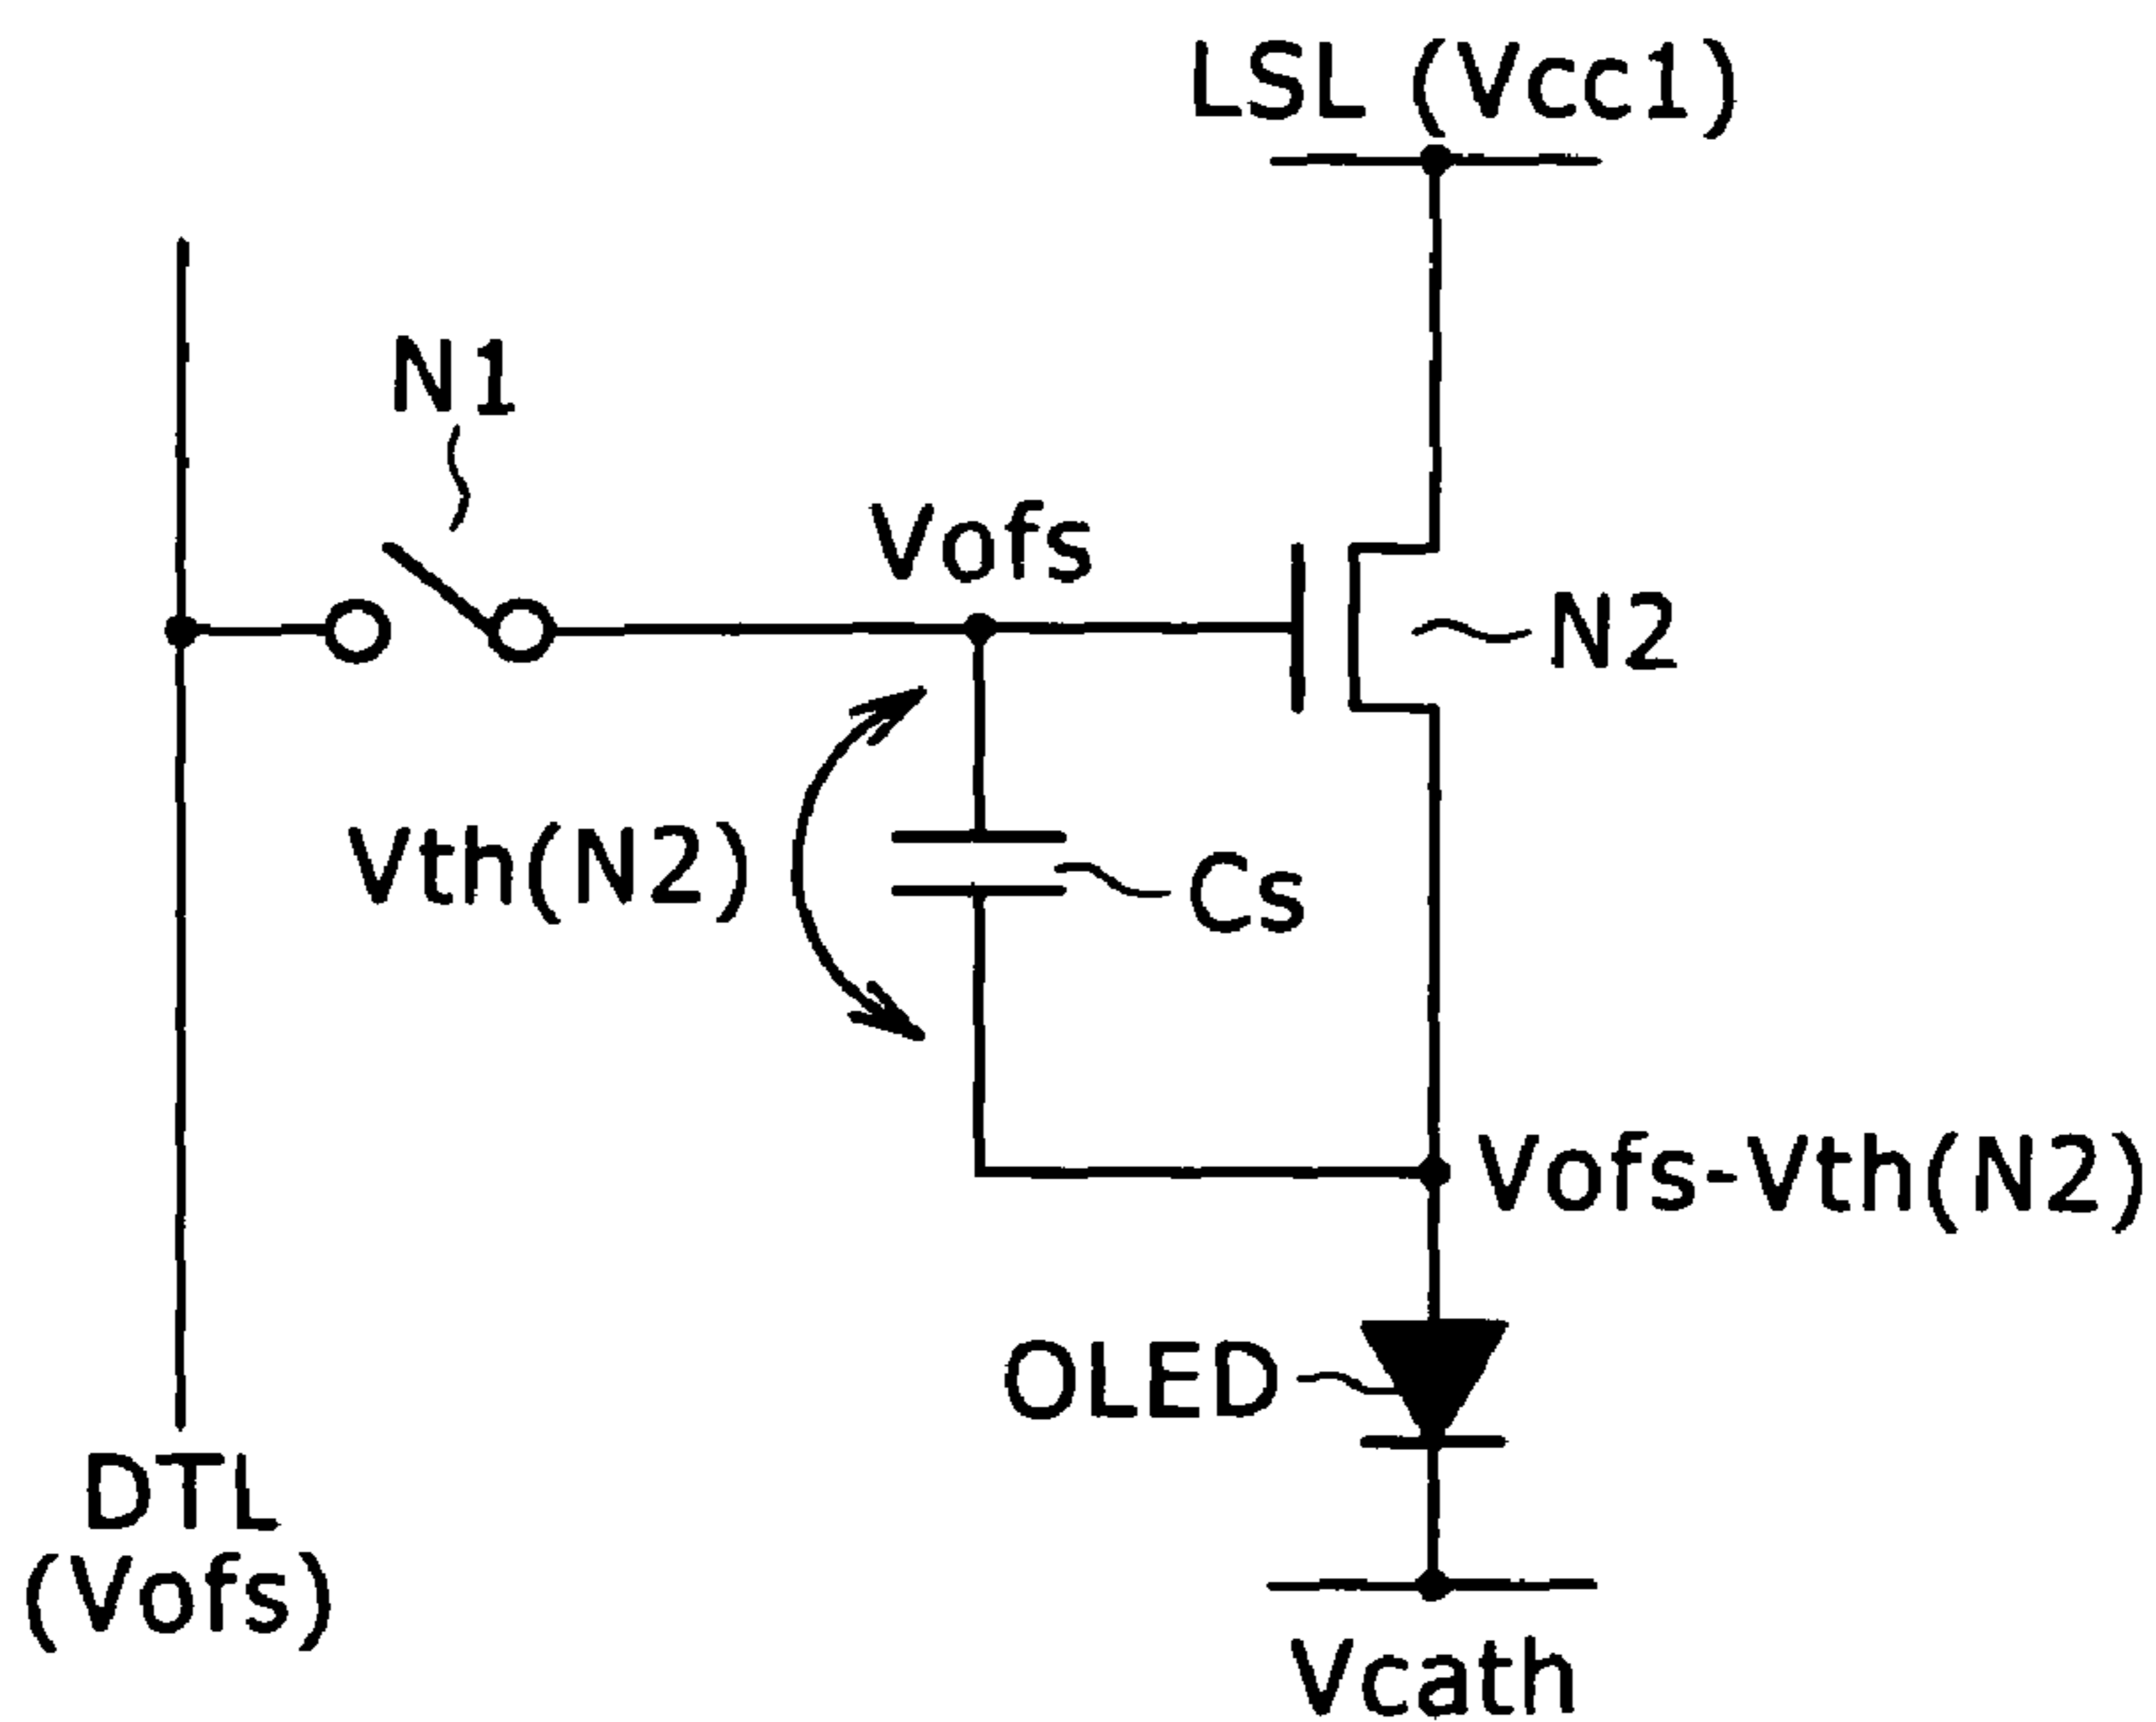 LSL (Vcc1)
N1
Vofs
N2
Vth(N2)
Cs
Vofs-Vth(N2)
OLED
DTL
(Vofs)
Vcath